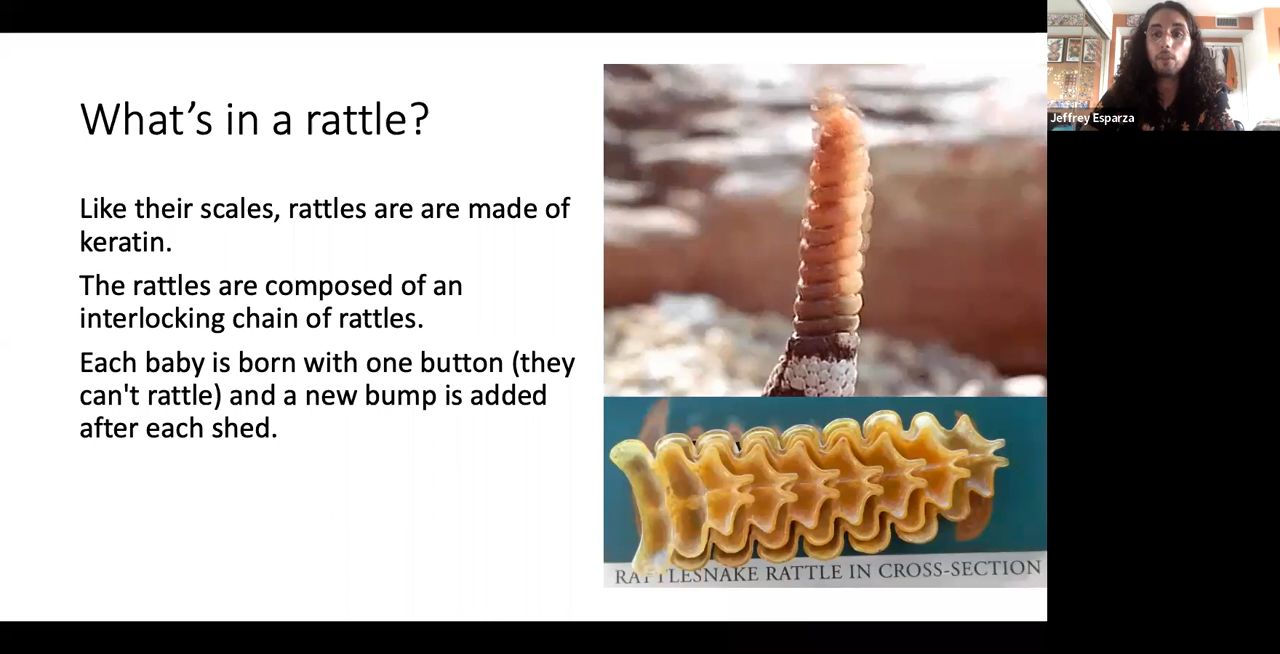 What's in a rattle?
Like their scales, rattles are are made of
keratin.
The rattles are composed of an
interlocking chain of rattles.
Each baby is born with one button (they
can't rattle) and a new bump is added
after each shed.
RATTLESNAKE RATTLE IN CROSS-SECTION
Jeffrey Esparza